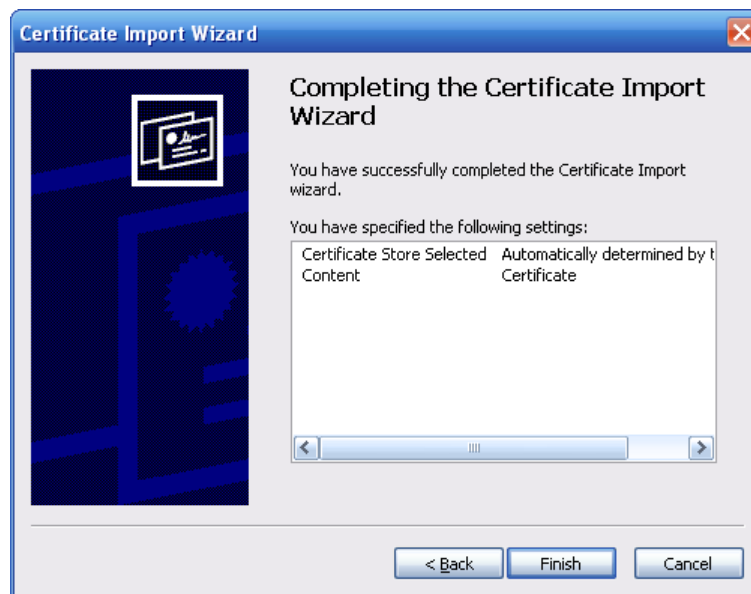 Certificate Import Wizard
Completing the Certificate Import
Wizard
You have successfully completed the Certificate Import
wizard.
You have specified the following settings:
Certificate Store Selected Automatically determined by t
Content Certificate
< Back Finish Cancel